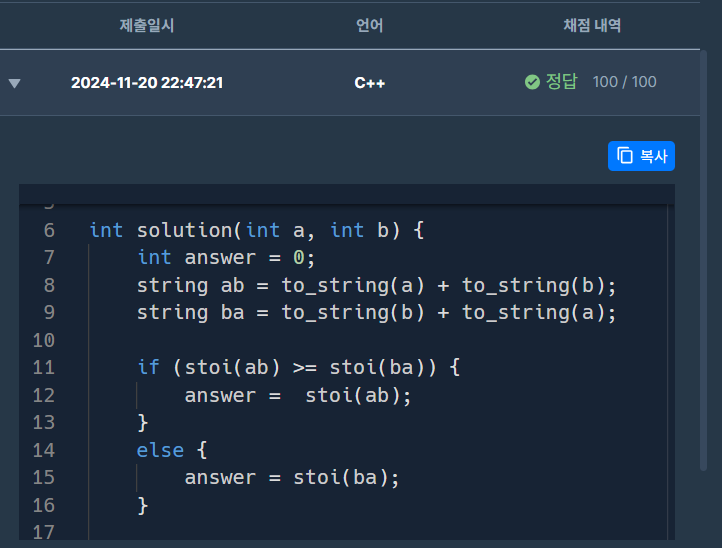 제출일시 언어 채점 내역
2024-11-20 22:47:21 C++ 정답 100 / 100
복사
6 int solution(int a, int b) {
7     int answer = 0;
8     string ab = to_string(a) + to_string(b);
9     string ba = to_string(b) + to_string(a);
10
11     if (stoi(ab) >= stoi(ba)) {
12         answer =  stoi(ab);
13     }
14     else {
15         answer = stoi(ba);
16     }
17